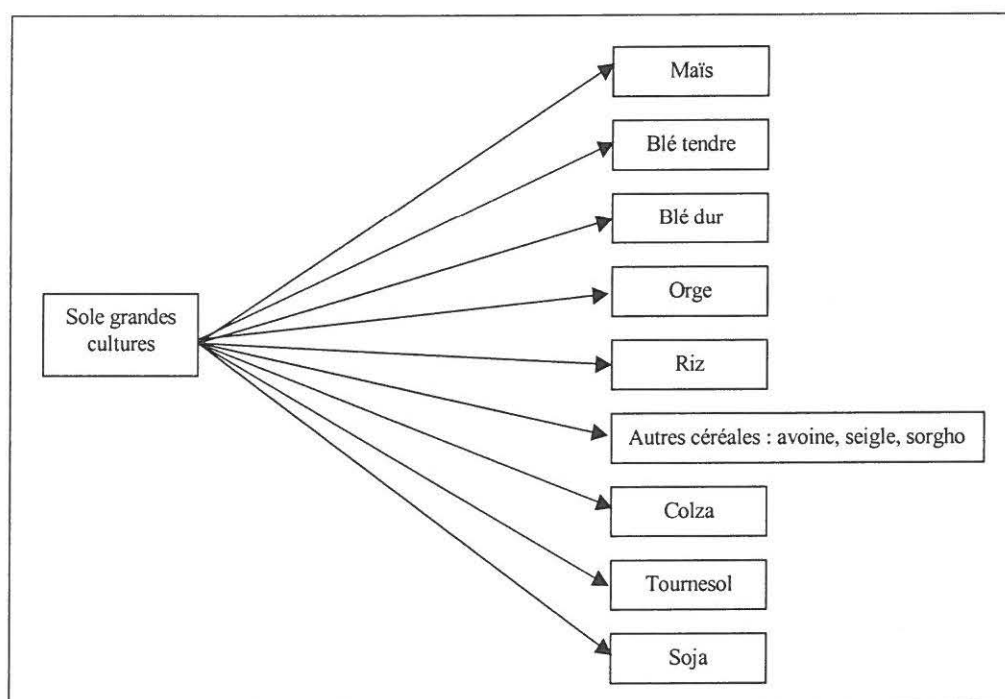 Maïs
Blé tendre
Blé dur
Orge
Sole grandes
cultures
Riz
Autres céréales : avoine, seigle, sorgho
Colza
Tournesol
Soja